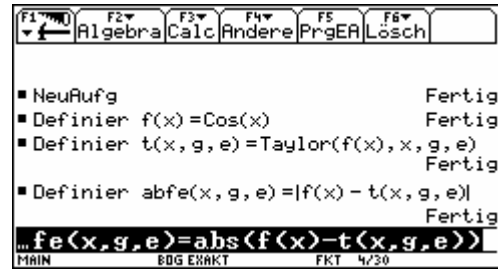 F1 F2 F3 F4 F5 F6
Algebra Calc Andere PrgEA Lösch
NeuAufg Fertig
Definier f(x)=Cos(x) Fertig
Definier t(x,g,e)=Taylor(f(x),x,g,e)
Fertig
Definier abfe(x,g,e)=|f(x)-t(x,g,e)|
Fertig
…fe(x,g,e)=abs(f(x)-t(x,g,e))
MAIN BOG EXAKT FKT 4/30